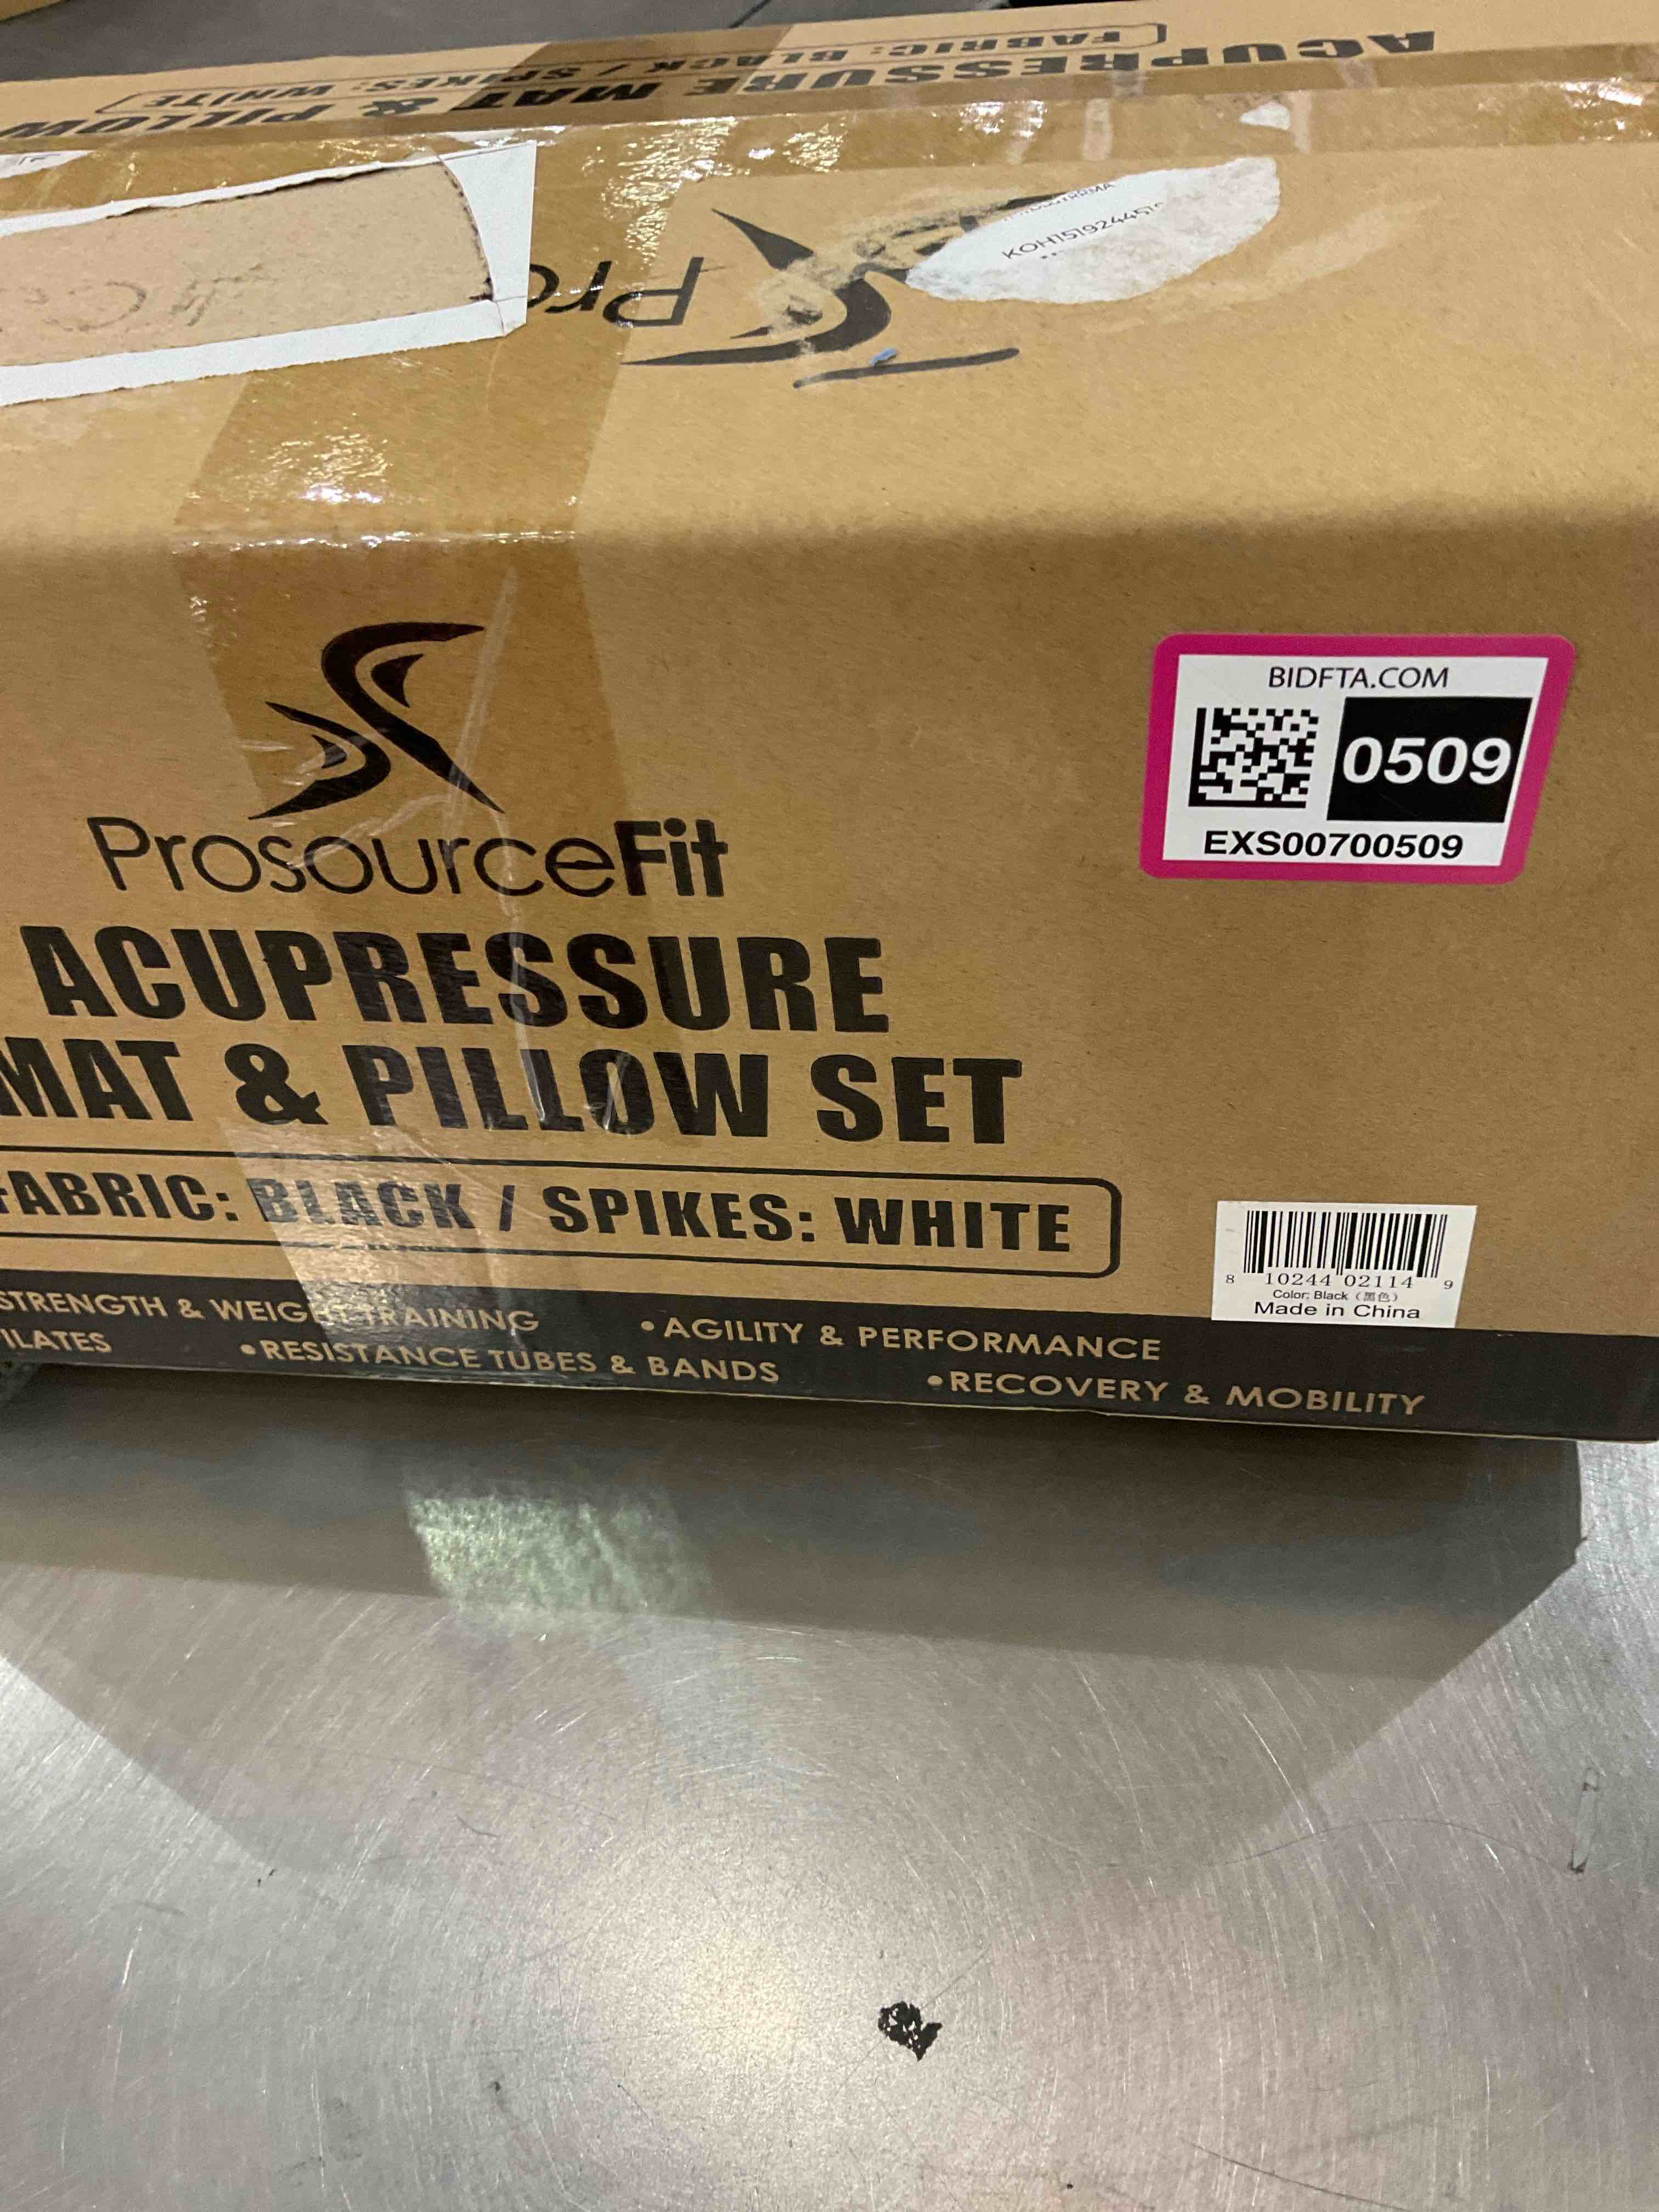 FABRIC: BLACK / SPIKES: WHITE
ACUPRESSURE MAT & PILLOW
Pro
BIDFTA.COM
0509
EXS00700509
ProsourceFit
ACUPRESSURE
MAT & PILLOW SET
FABRIC: BLACK / SPIKES: WHITE
8 10244 02114 9
Color: Black (黑色)
Made in China
STRENGTH & WEIGHT TRAINING •AGILITY & PERFORMANCE
ILATES •RESISTANCE TUBES & BANDS •RECOVERY & MOBILITY